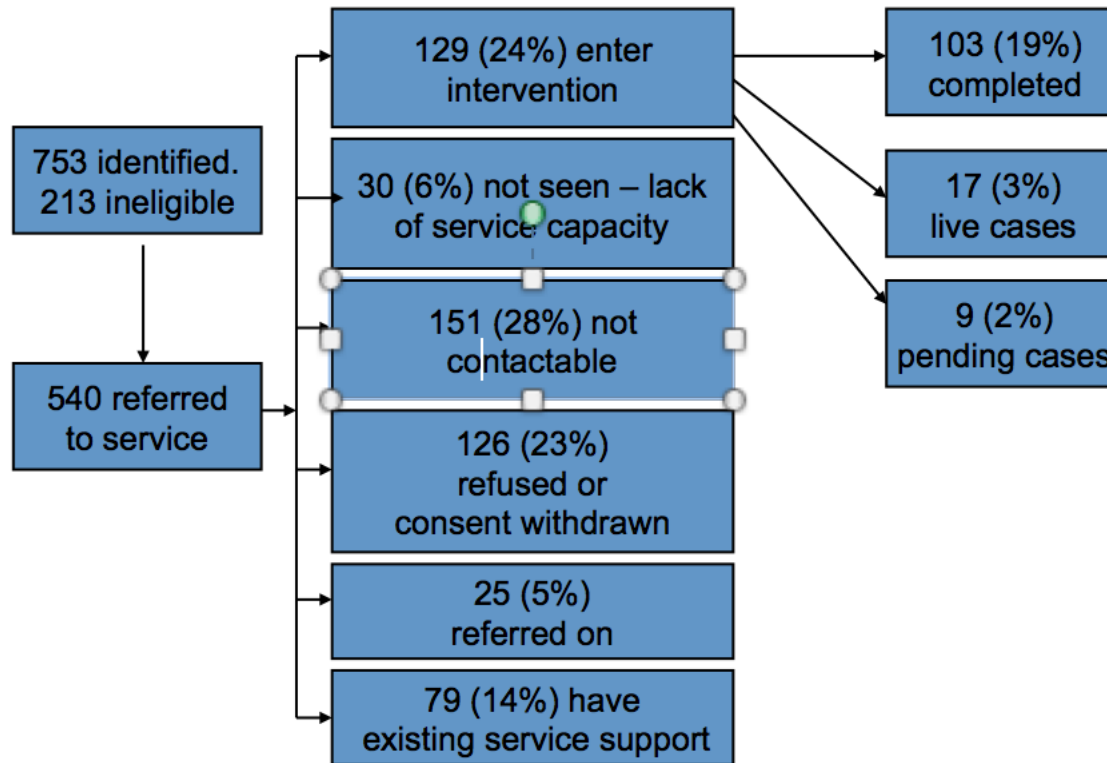 753 identified.
213 ineligible
540 referred
to service
129 (24%) enter
intervention
30 (6%) not seen – lack
of service capacity
151 (28%) not
contactable
126 (23%)
refused or
consent withdrawn
25 (5%)
referred on
79 (14%) have
existing service support
103 (19%)
completed
17 (3%)
live cases
9 (2%)
pending cases